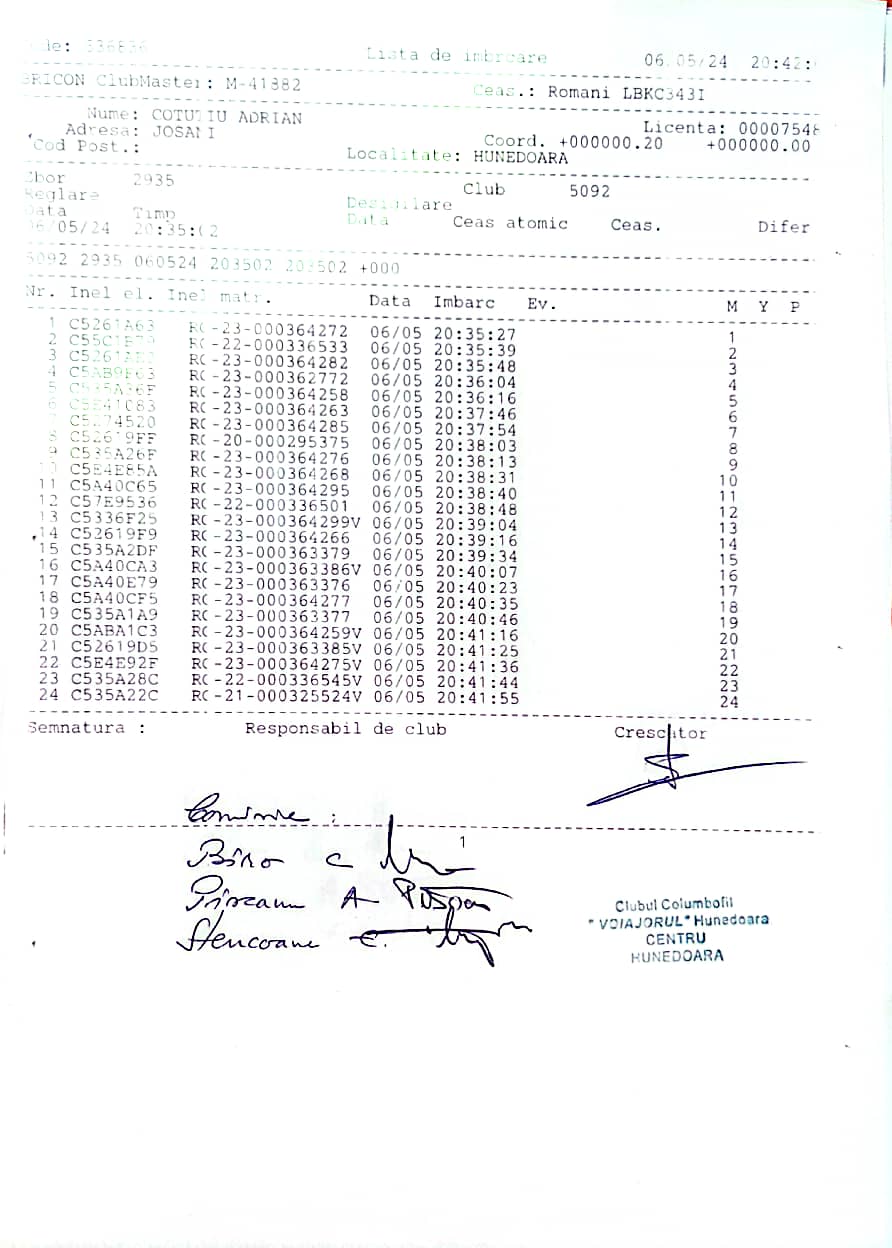 Lista de imbrcare 06.05/24 20:42:
BRICON ClubMaster: M-41382 Ceas.: Romani LBKC343I
Nume: COTUTIU ADRIAN Licenta: 00007548
Adresa: JOSANI Coord. +000000.20 +000000.00
Cod Post.: Localitate: HUNEDOARA
Zbor 2935 Club 5092
Reglare
Data Timp Data Ceas atomic Ceas. Difer
06/05/24 20:35:02
5092 2935 060524 203502 203502 +000
Nr. Inel el. Inel matr. Data Imbarc Ev. M Y P
1 C5261A63 RO-23-000364272 06/05 20:35:27 1
2 RO-22-000336533 06/05 20:35:39 2
3 RO-23-000364282 06/05 20:35:48 3
4 C5AB9E63 RO-23-000362772 06/05 20:36:04 4
5 RO-23-000364258 06/05 20:36:16 5
6 RO-23-000364263 06/05 20:37:46 6
7 RO-23-000364285 06/05 20:37:54 7
8 C52619FF RO-20-000295375 06/05 20:38:03 8
9 C535A26F RO-23-000364276 06/05 20:38:13 9
10 C5E4E85A RO-23-000364268 06/05 20:38:31 10
11 C5A40C65 RO-23-000364295 06/05 20:38:40 11
12 C57E9536 RO-22-000336501 06/05 20:38:48 12
13 C5336F25 RO-23-000364299V 06/05 20:39:04 13
14 C52619F9 RO-23-000364266 06/05 20:39:16 14
15 C535A2DF RO-23-000363379 06/05 20:39:34 15
16 C5A40CA3 RO-23-000363386V 06/05 20:40:07 16
17 C5A40E79 RO-23-000363376 06/05 20:40:23 17
18 C5A40CF5 RO-23-000364277 06/05 20:40:35 18
19 C535A1A9 RO-23-000363377 06/05 20:40:46 19
20 C5ABA1C3 RO-23-000364259V 06/05 20:41:16 20
21 C52619D5 RO-23-000363385V 06/05 20:41:25 21
22 C5E4E92F RO-23-000364275V 06/05 20:41:36 22
23 C535A28C RO-22-000336545V 06/05 20:41:44 23
24 C535A22C RO-21-000325524V 06/05 20:41:55 24
Semnatura : Responsabil de club Crescator
:
1
Biro C
A
E.
Clubul Columbofil
"VOIAJORUL" Hunedoara
CENTRU
HUNEDOARA